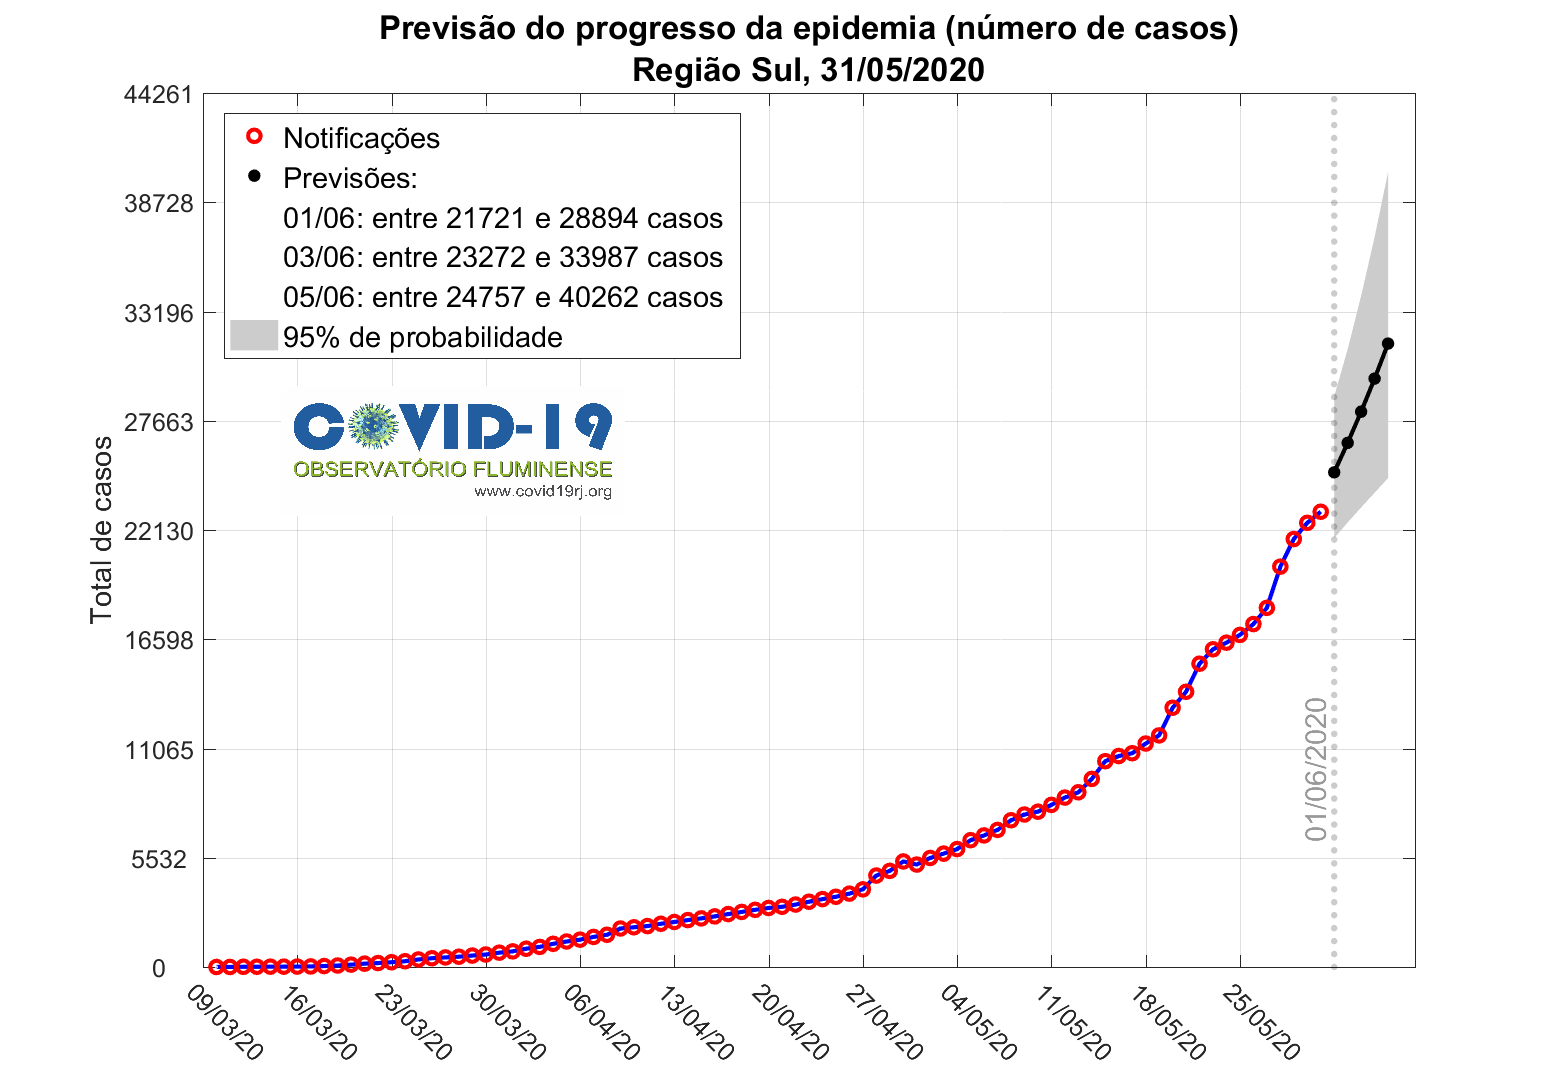 Previsão do progresso da epidemia (número de casos)
Região Sul, 31/05/2020
44261
38728
33196
27663
22130
16598
11065
5532
0
Total de casos
Notificações
Previsões:
01/06: entre 21721 e 28894 casos
03/06: entre 23272 e 33987 casos
05/06: entre 24757 e 40262 casos
95% de probabilidade
COVID-19
OBSERVATÓRIO FLUMINENSE
www.covid19rj.org
01/06/2020
09/03/20
16/03/20
23/03/20
30/03/20
06/04/20
13/04/20
20/04/20
27/04/20
04/05/20
11/05/20
18/05/20
25/05/20